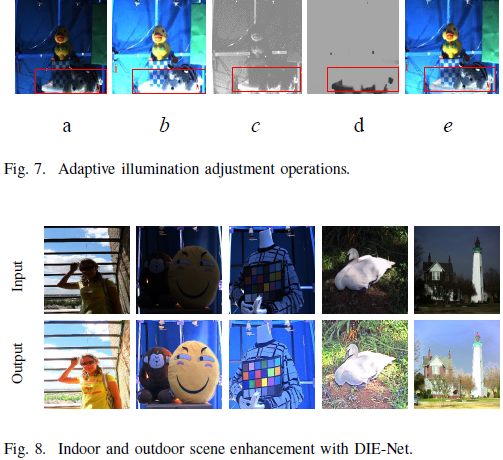 a b c d e
Fig. 7. Adaptive illumination adjustment operations.
Input
Output
Fig. 8. Indoor and outdoor scene enhancement with DIE-Net.